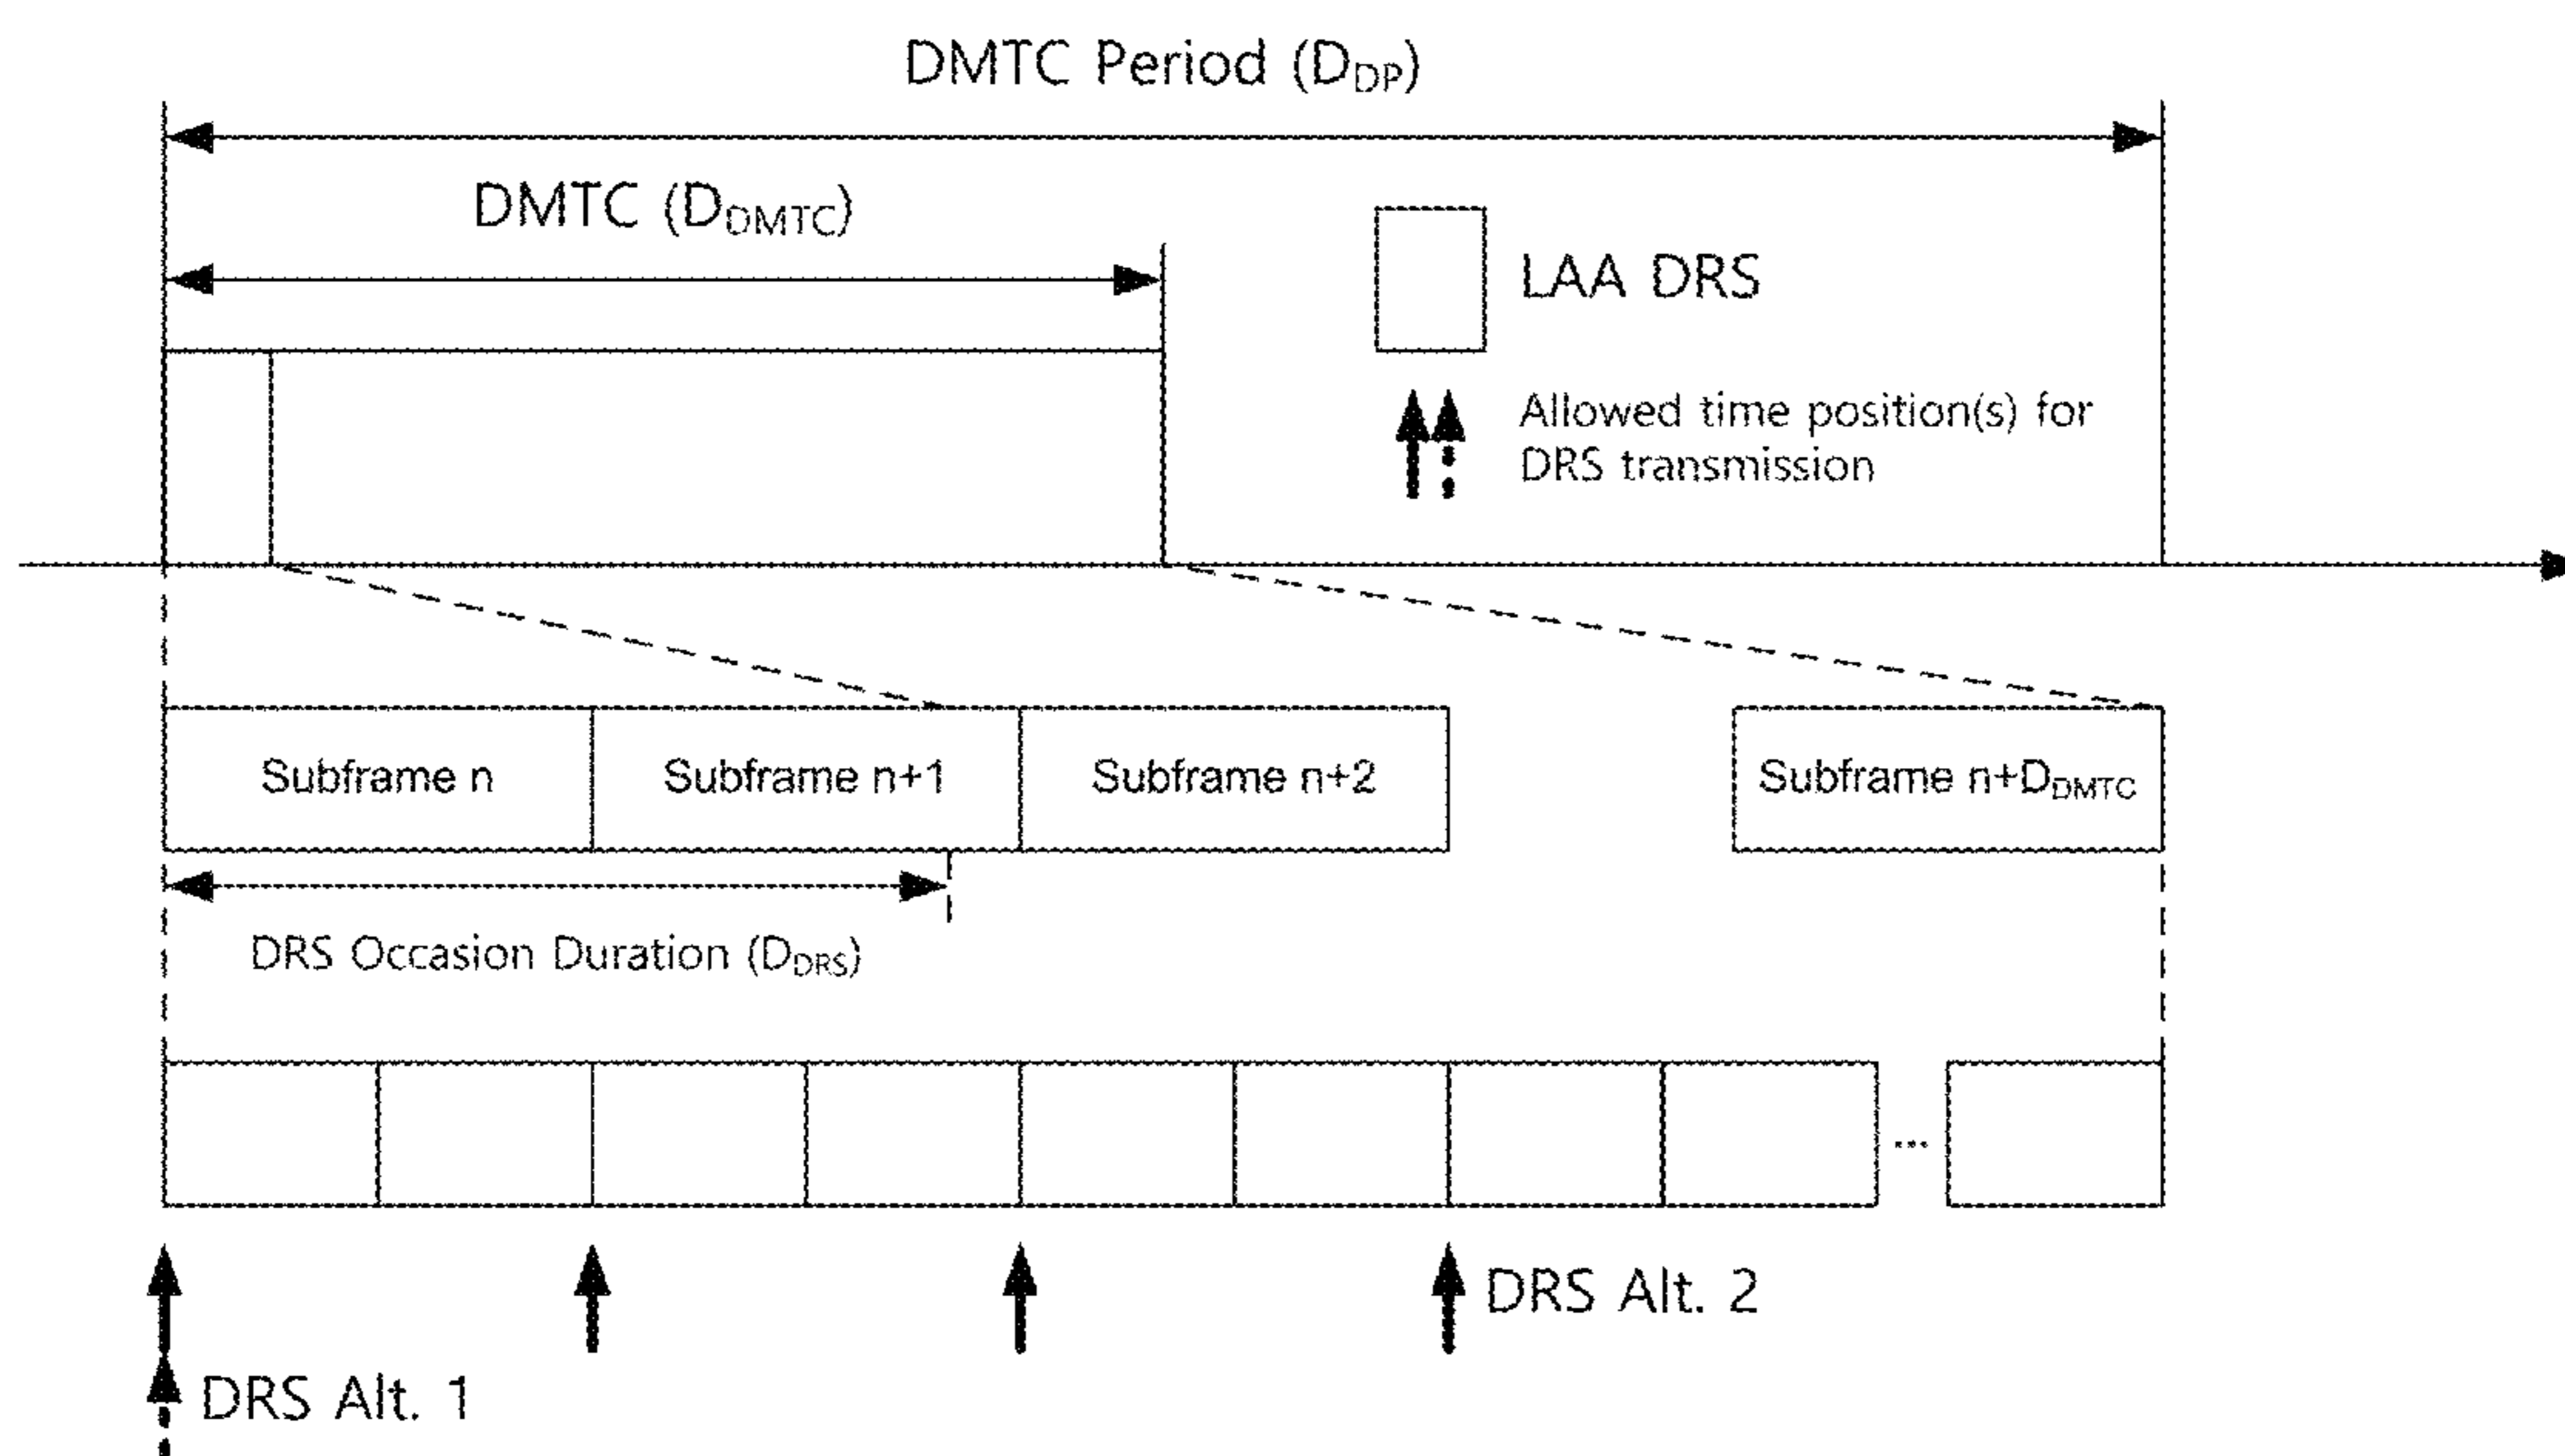 DMTC Period (DDP)
DMTC (DDMTC)
LAA DRS
Allowed time position(s) for
DRS transmission
Subframe n
Subframe n+1
Subframe n+2
Subframe n+DDMTC
DRS Occasion Duration (DDRS)
...
DRS Alt. 2
DRS Alt. 1